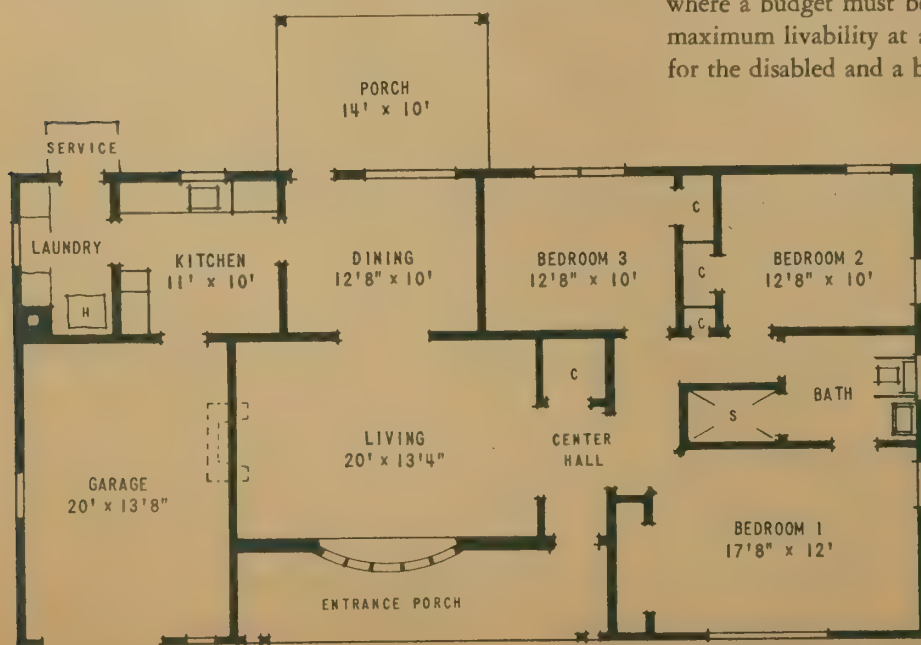 where a budget must be
maximum livability at a
for the disabled and a b
PORCH
14' x 10'
SERVICE
LAUNDRY
H
KITCHEN
11' x 10'
DINING
12'8" x 10'
BEDROOM 3
12'8" x 10'
C
C
C
BEDROOM 2
12'8" x 10'
GARAGE
20' x 13'8"
LIVING
20' x 13'4"
C
CENTER
HALL
S
BATH
BEDROOM 1
17'8" x 12'
ENTRANCE PORCH